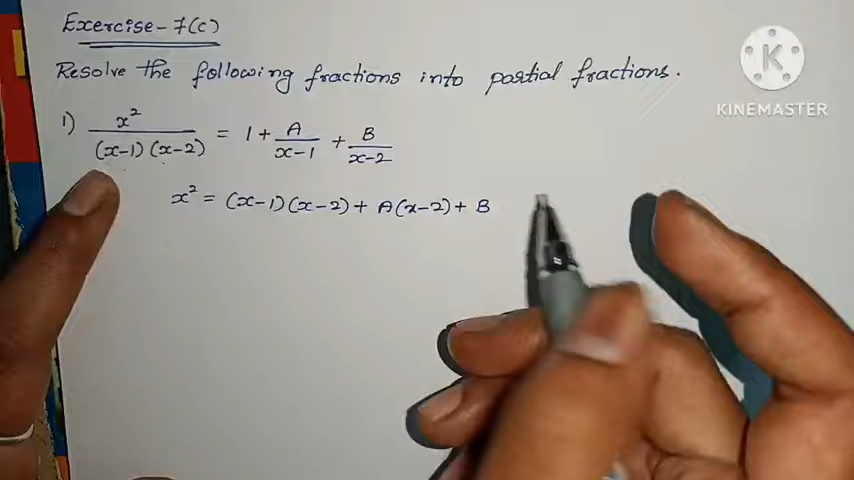 Exercise-7(c)
Resolve the following fractions into partial fractions.
1) x²/(x-1)(x-2) = 1 + A/x-1 + B/x-2
x² = (x-1)(x-2) + A(x-2) + B
K
KINEMASTER